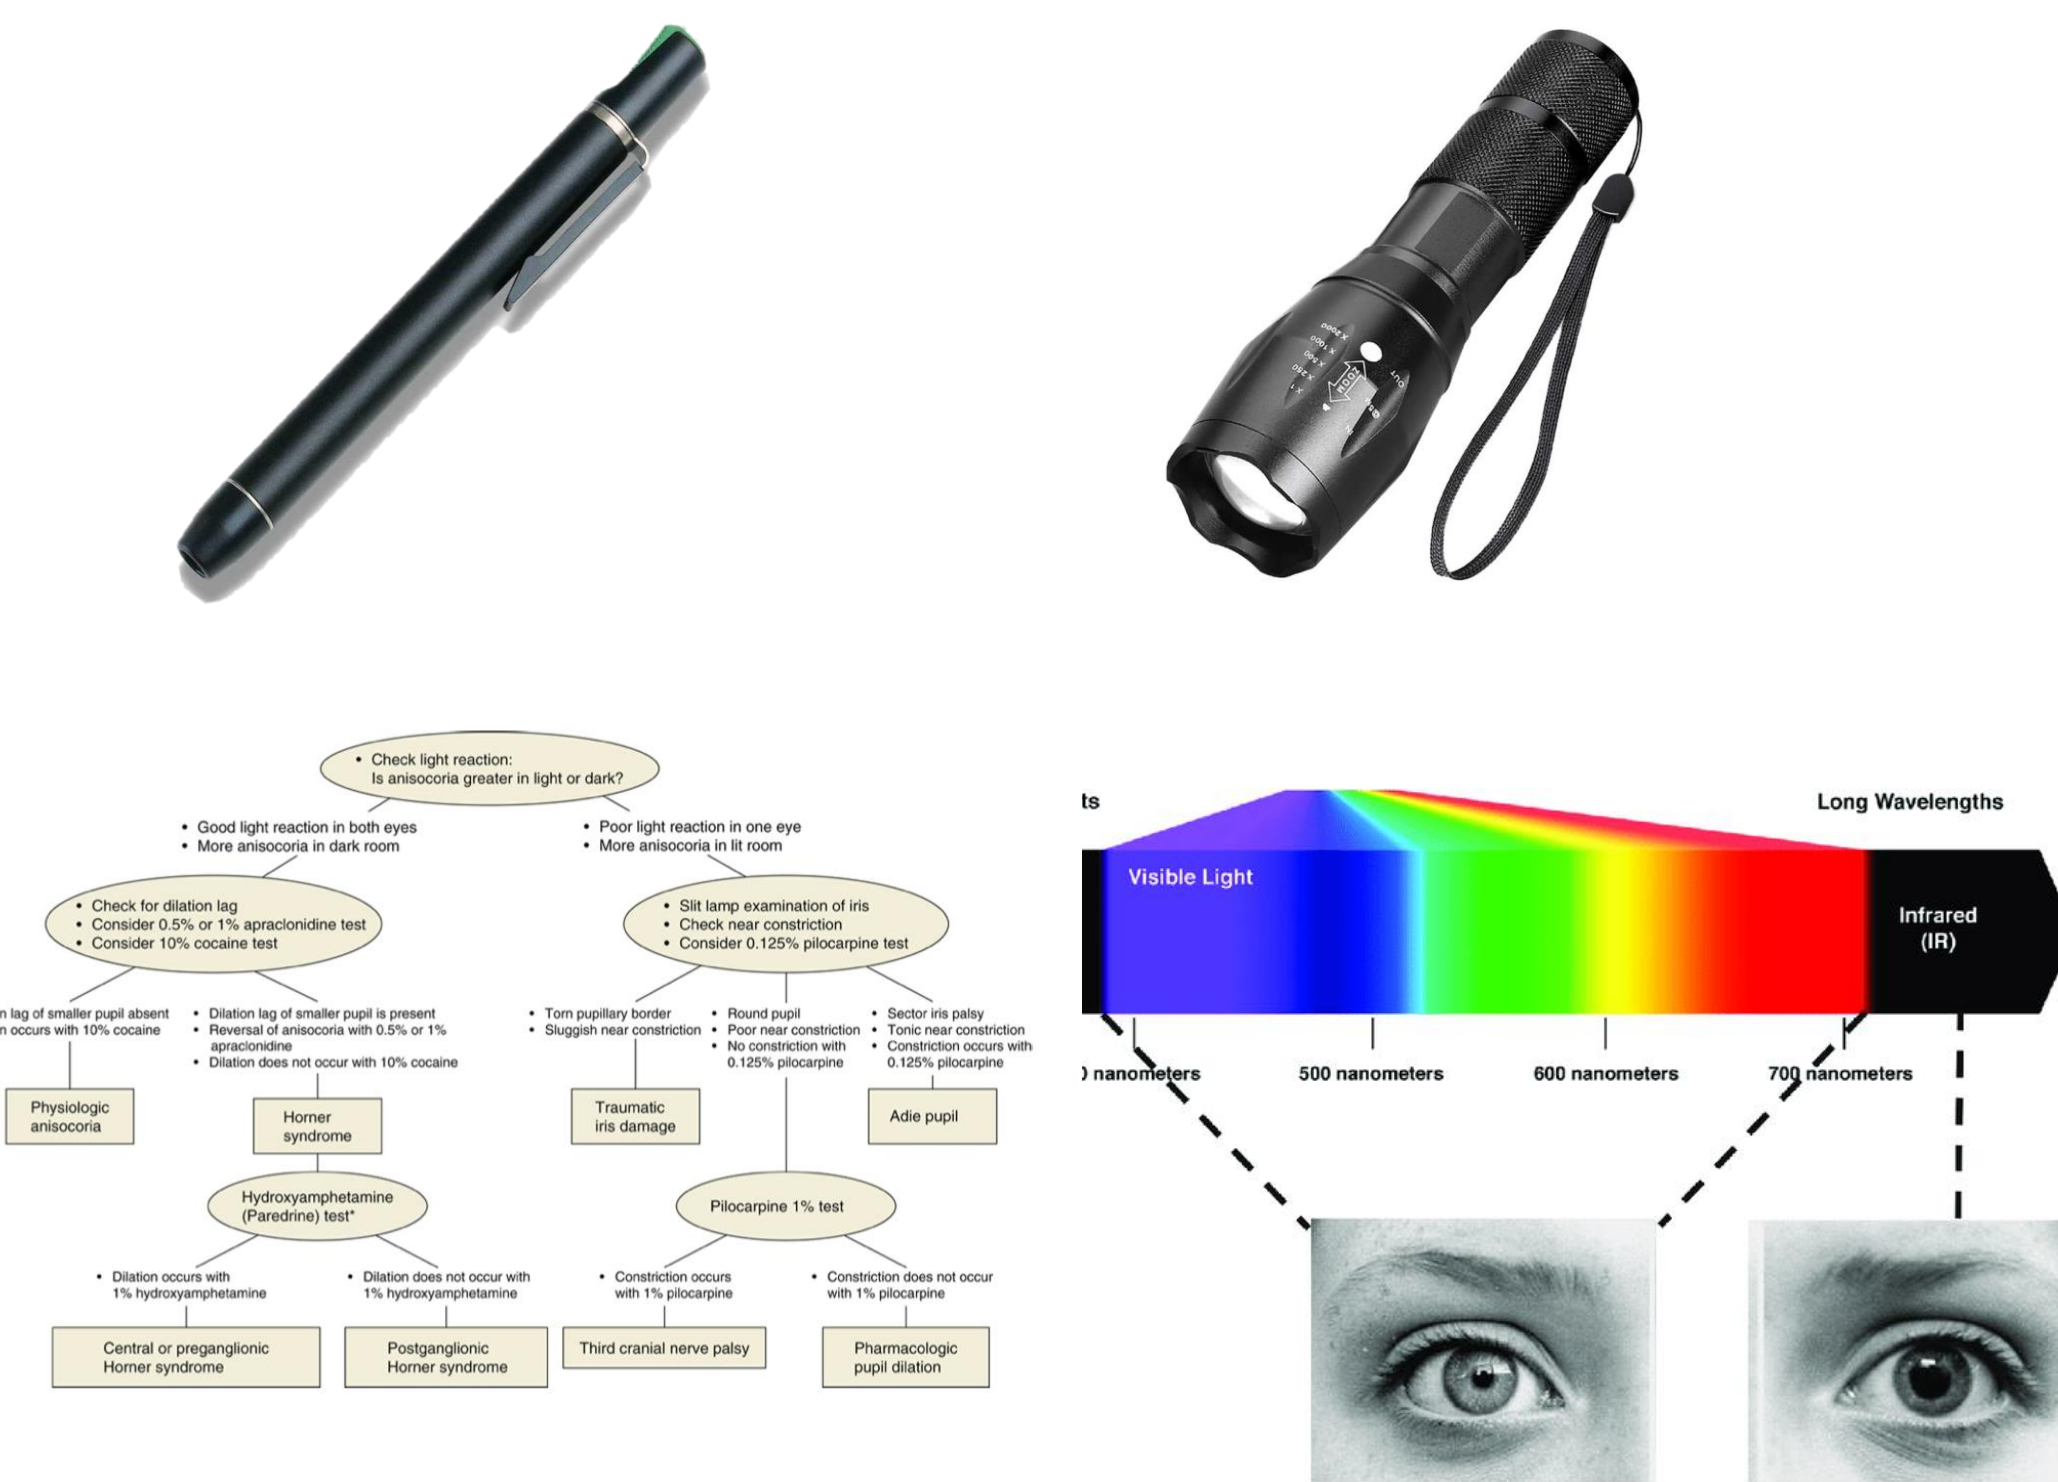 X 2000
X 1000
X 500
X 250
X 1
ZOOM
OUT
IN
• Check light reaction:
Is anisocoria greater in light or dark?
• Good light reaction in both eyes
• More anisocoria in dark room
• Poor light reaction in one eye
• More anisocoria in lit room
• Check for dilation lag
• Consider 0.5% or 1% apraclonidine test
• Consider 10% cocaine test
• Slit lamp examination of iris
• Check near constriction
• Consider 0.125% pilocarpine test
n lag of smaller pupil absent
n occurs with 10% cocaine
• Dilation lag of smaller pupil is present
• Reversal of anisocoria with 0.5% or 1%
apraclonidine
• Dilation does not occur with 10% cocaine
• Torn pupillary border
• Sluggish near constriction
• Round pupil
• Poor near constriction
• No constriction with
0.125% pilocarpine
• Sector iris palsy
• Tonic near constriction
• Constriction occurs with
0.125% pilocarpine
Physiologic
anisocoria
Horner
syndrome
Traumatic
iris damage
Adie pupil
Hydroxyamphetamine
(Paredrine) test*
Pilocarpine 1% test
• Dilation occurs with
1% hydroxyamphetamine
• Dilation does not occur with
1% hydroxyamphetamine
• Constriction occurs
with 1% pilocarpine
• Constriction does not occur
with 1% pilocarpine
Central or preganglionic
Horner syndrome
Postganglionic
Horner syndrome
Third cranial nerve palsy
Pharmacologic
pupil dilation
ts
Long Wavelengths
Visible Light
Infrared
(IR)
0 nanometers
500 nanometers
600 nanometers
700 nanometers